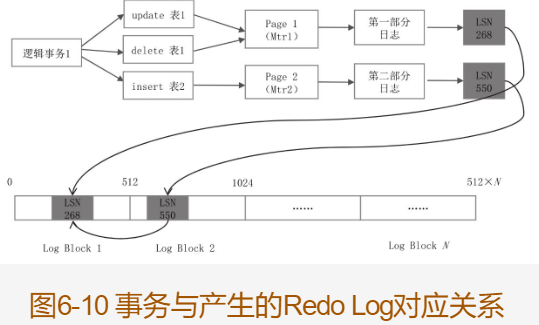 update 表1
逻辑事务1
delete 表1
insert 表2
Page 1
(Mtr1)
第一部分
日志
LSN
268
Page 2
(Mtr2)
第二部分
日志
LSN
550
0
512
1024
512×N
LSN
268
LSN
550
......
......
Log Block 1
Log Block 2
Log Block N
图6-10 事务与产生的Redo Log对应关系